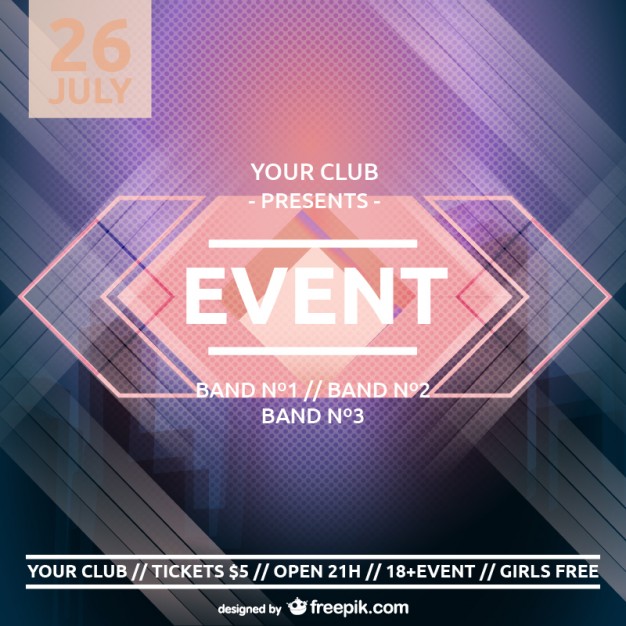 26
JULY
YOUR CLUB
- PRESENTS -
EVENT
BAND Nº1 // BAND Nº2
BAND Nº3
YOUR CLUB // TICKETS $5 // OPEN 21H // 18+EVENT // GIRLS FREE
designed by freepik.com